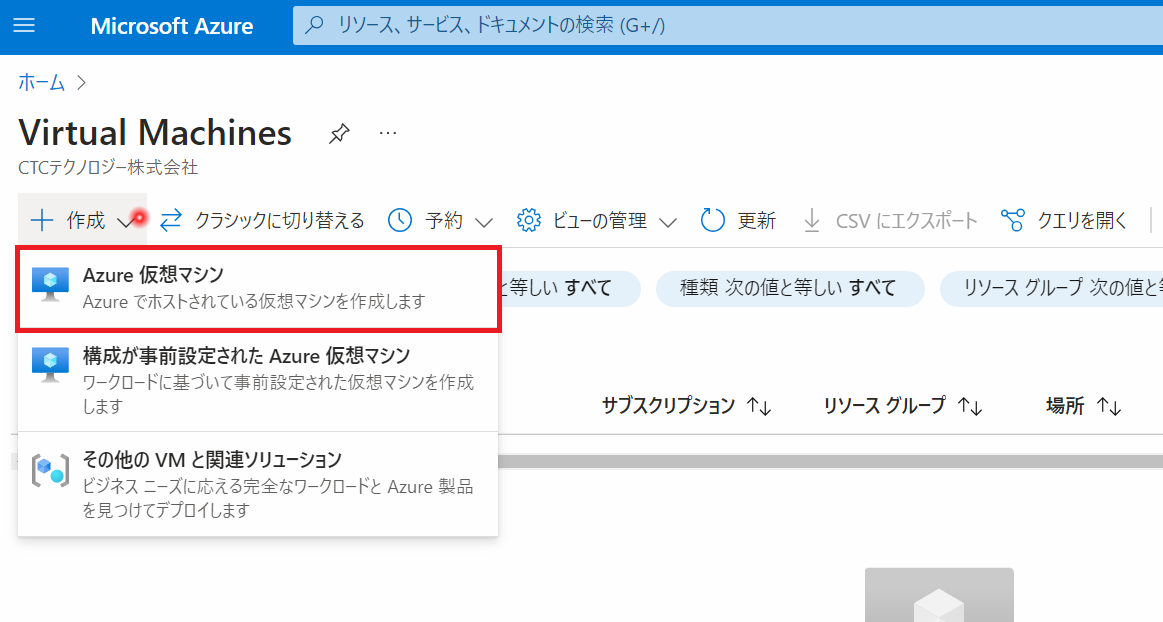 Microsoft Azure
リソース、サービス、ドキュメントの検索 (G+/)
ホーム
Virtual Machines
CTCテクノロジー株式会社
作成 クラシックに切り替える 予約 ビューの管理 更新 CSV にエクスポート クエリを開く
Azure 仮想マシン
Azure でホストされている仮想マシンを作成します
と等しい すべて 種類 次の値と等しい すべて リソース グループ 次の値と等
構成が事前設定された Azure 仮想マシン
ワークロードに基づいて事前設定された仮想マシンを作成
します
サブスクリプション リソース グループ 場所
その他の VM と関連ソリューション
ビジネス ニーズに応える完全なワークロードと Azure 製品
を見つけてデプロイします